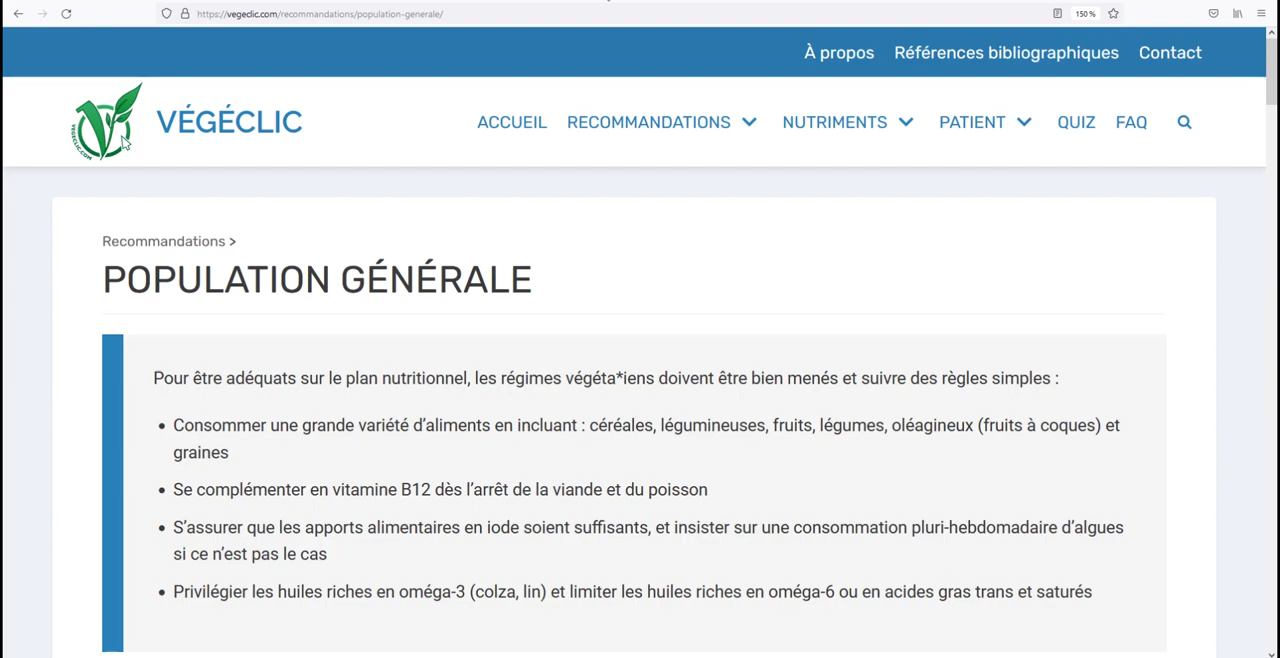 https://vegeclic.com/recommandations/population-generale/
150 %
À propos Références bibliographiques Contact
VEGECLIC.COM
VÉGÉCLIC
ACCUEIL RECOMMANDATIONS NUTRIMENTS PATIENT QUIZ FAQ
Recommandations >
POPULATION GÉNÉRALE
Pour être adéquats sur le plan nutritionnel, les régimes végéta*iens doivent être bien menés et suivre des règles simples :
• Consommer une grande variété d’aliments en incluant : céréales, légumineuses, fruits, légumes, oléagineux (fruits à coques) et
graines
• Se complémenter en vitamine B12 dès l’arrêt de la viande et du poisson
• S’assurer que les apports alimentaires en iode soient suffisants, et insister sur une consommation pluri-hebdomadaire d’algues
si ce n’est pas le cas
• Privilégier les huiles riches en oméga-3 (colza, lin) et limiter les huiles riches en oméga-6 ou en acides gras trans et saturés